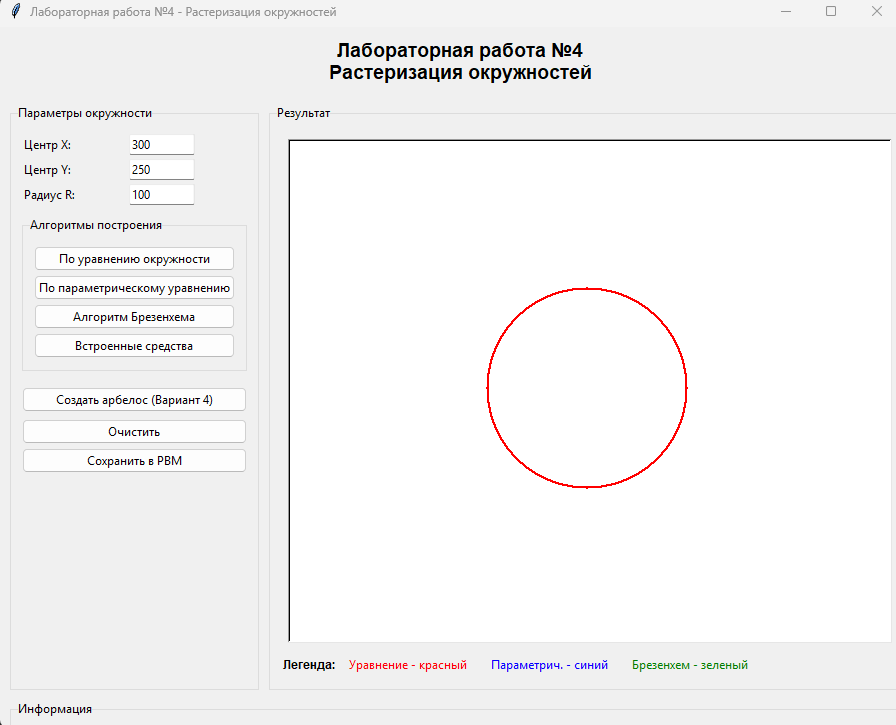 Лабораторная работа №4 - Растеризация окружностей
Лабораторная работа №4
Растеризация окружностей
Параметры окружности
Центр X: 300
Центр Y: 250
Радиус R: 100
Алгоритмы построения
По уравнению окружности
По параметрическому уравнению
Алгоритм Брезенхема
Встроенные средства
Создать арбелос (Вариант 4)
Очистить
Сохранить в PBM
Результат
Легенда: Уравнение - красный Параметрич. - синий Брезенхем - зеленый
Информация